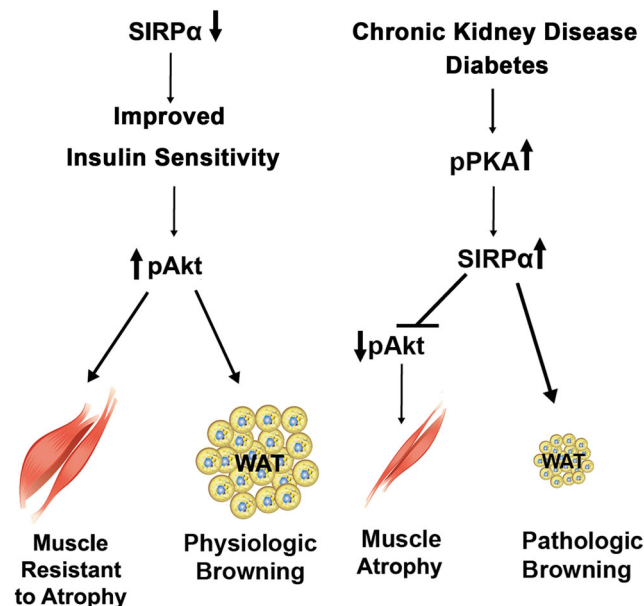 SIRPα
Improved
Insulin Sensitivity
pAkt
WAT
Muscle
Resistant
to Atrophy
Physiologic
Browning
Chronic Kidney Disease
Diabetes
pPKA
SIRPα
pAkt
WAT
Muscle
Atrophy
Pathologic
Browning